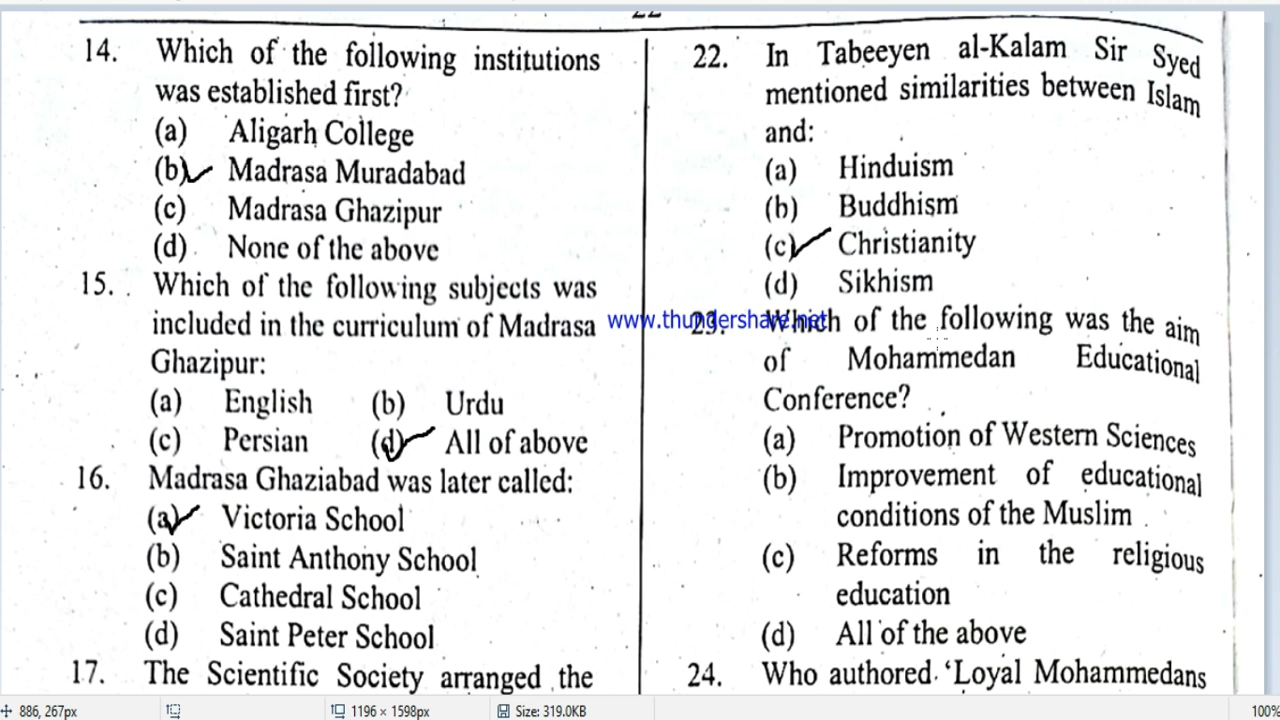 14. Which of the following institutions
was established first?
(a) Aligarh College
(b) Madrasa Muradabad
(c) Madrasa Ghazipur
(d) None of the above
15. Which of the following subjects was
included in the curriculum of Madrasa
Ghazipur:
(a) English (b) Urdu
(c) Persian (d) All of above
16. Madrasa Ghaziabad was later called:
(a) Victoria School
(b) Saint Anthony School
(c) Cathedral School
(d) Saint Peter School
17. The Scientific Society arranged the
22. In Tabeeyen al-Kalam Sir Syed
mentioned similarities between Islam
and:
(a) Hinduism
(b) Buddhism
(c) Christianity
(d) Sikhism
www.thundershare.net
23. Which of the following was the aim
of Mohammedan Educational
Conference?
(a) Promotion of Western Sciences
(b) Improvement of educational
conditions of the Muslim
(c) Reforms in the religious
education
(d) All of the above
24. Who authored 'Loyal Mohammedans
886, 267px
1196 × 1598px
Size: 319.0KB
100%